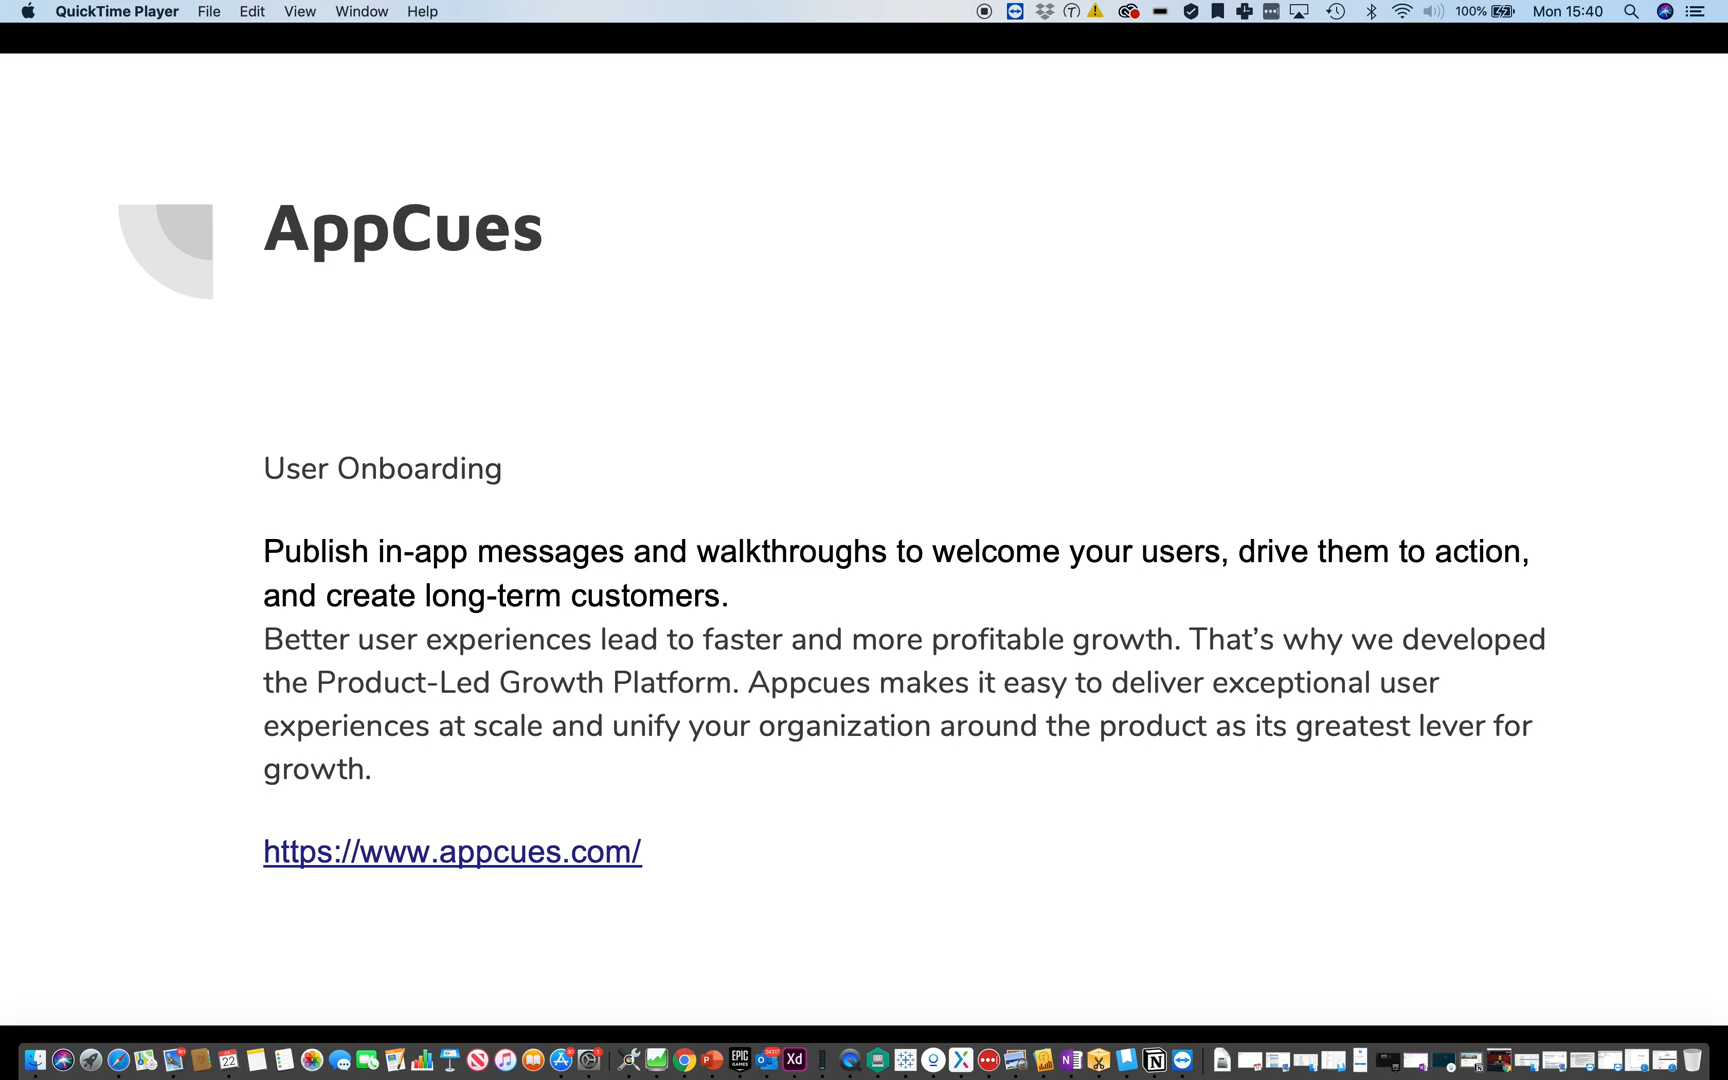 QuickTime Player File Edit View Window Help 100% Mon 15:40
AppCues
User Onboarding
Publish in-app messages and walkthroughs to welcome your users, drive them to action,
and create long-term customers.
Better user experiences lead to faster and more profitable growth. That’s why we developed
the Product-Led Growth Platform. Appcues makes it easy to deliver exceptional user
experiences at scale and unify your organization around the product as its greatest lever for
growth.
https://www.appcues.com/
22 EPIC GAMES Xd